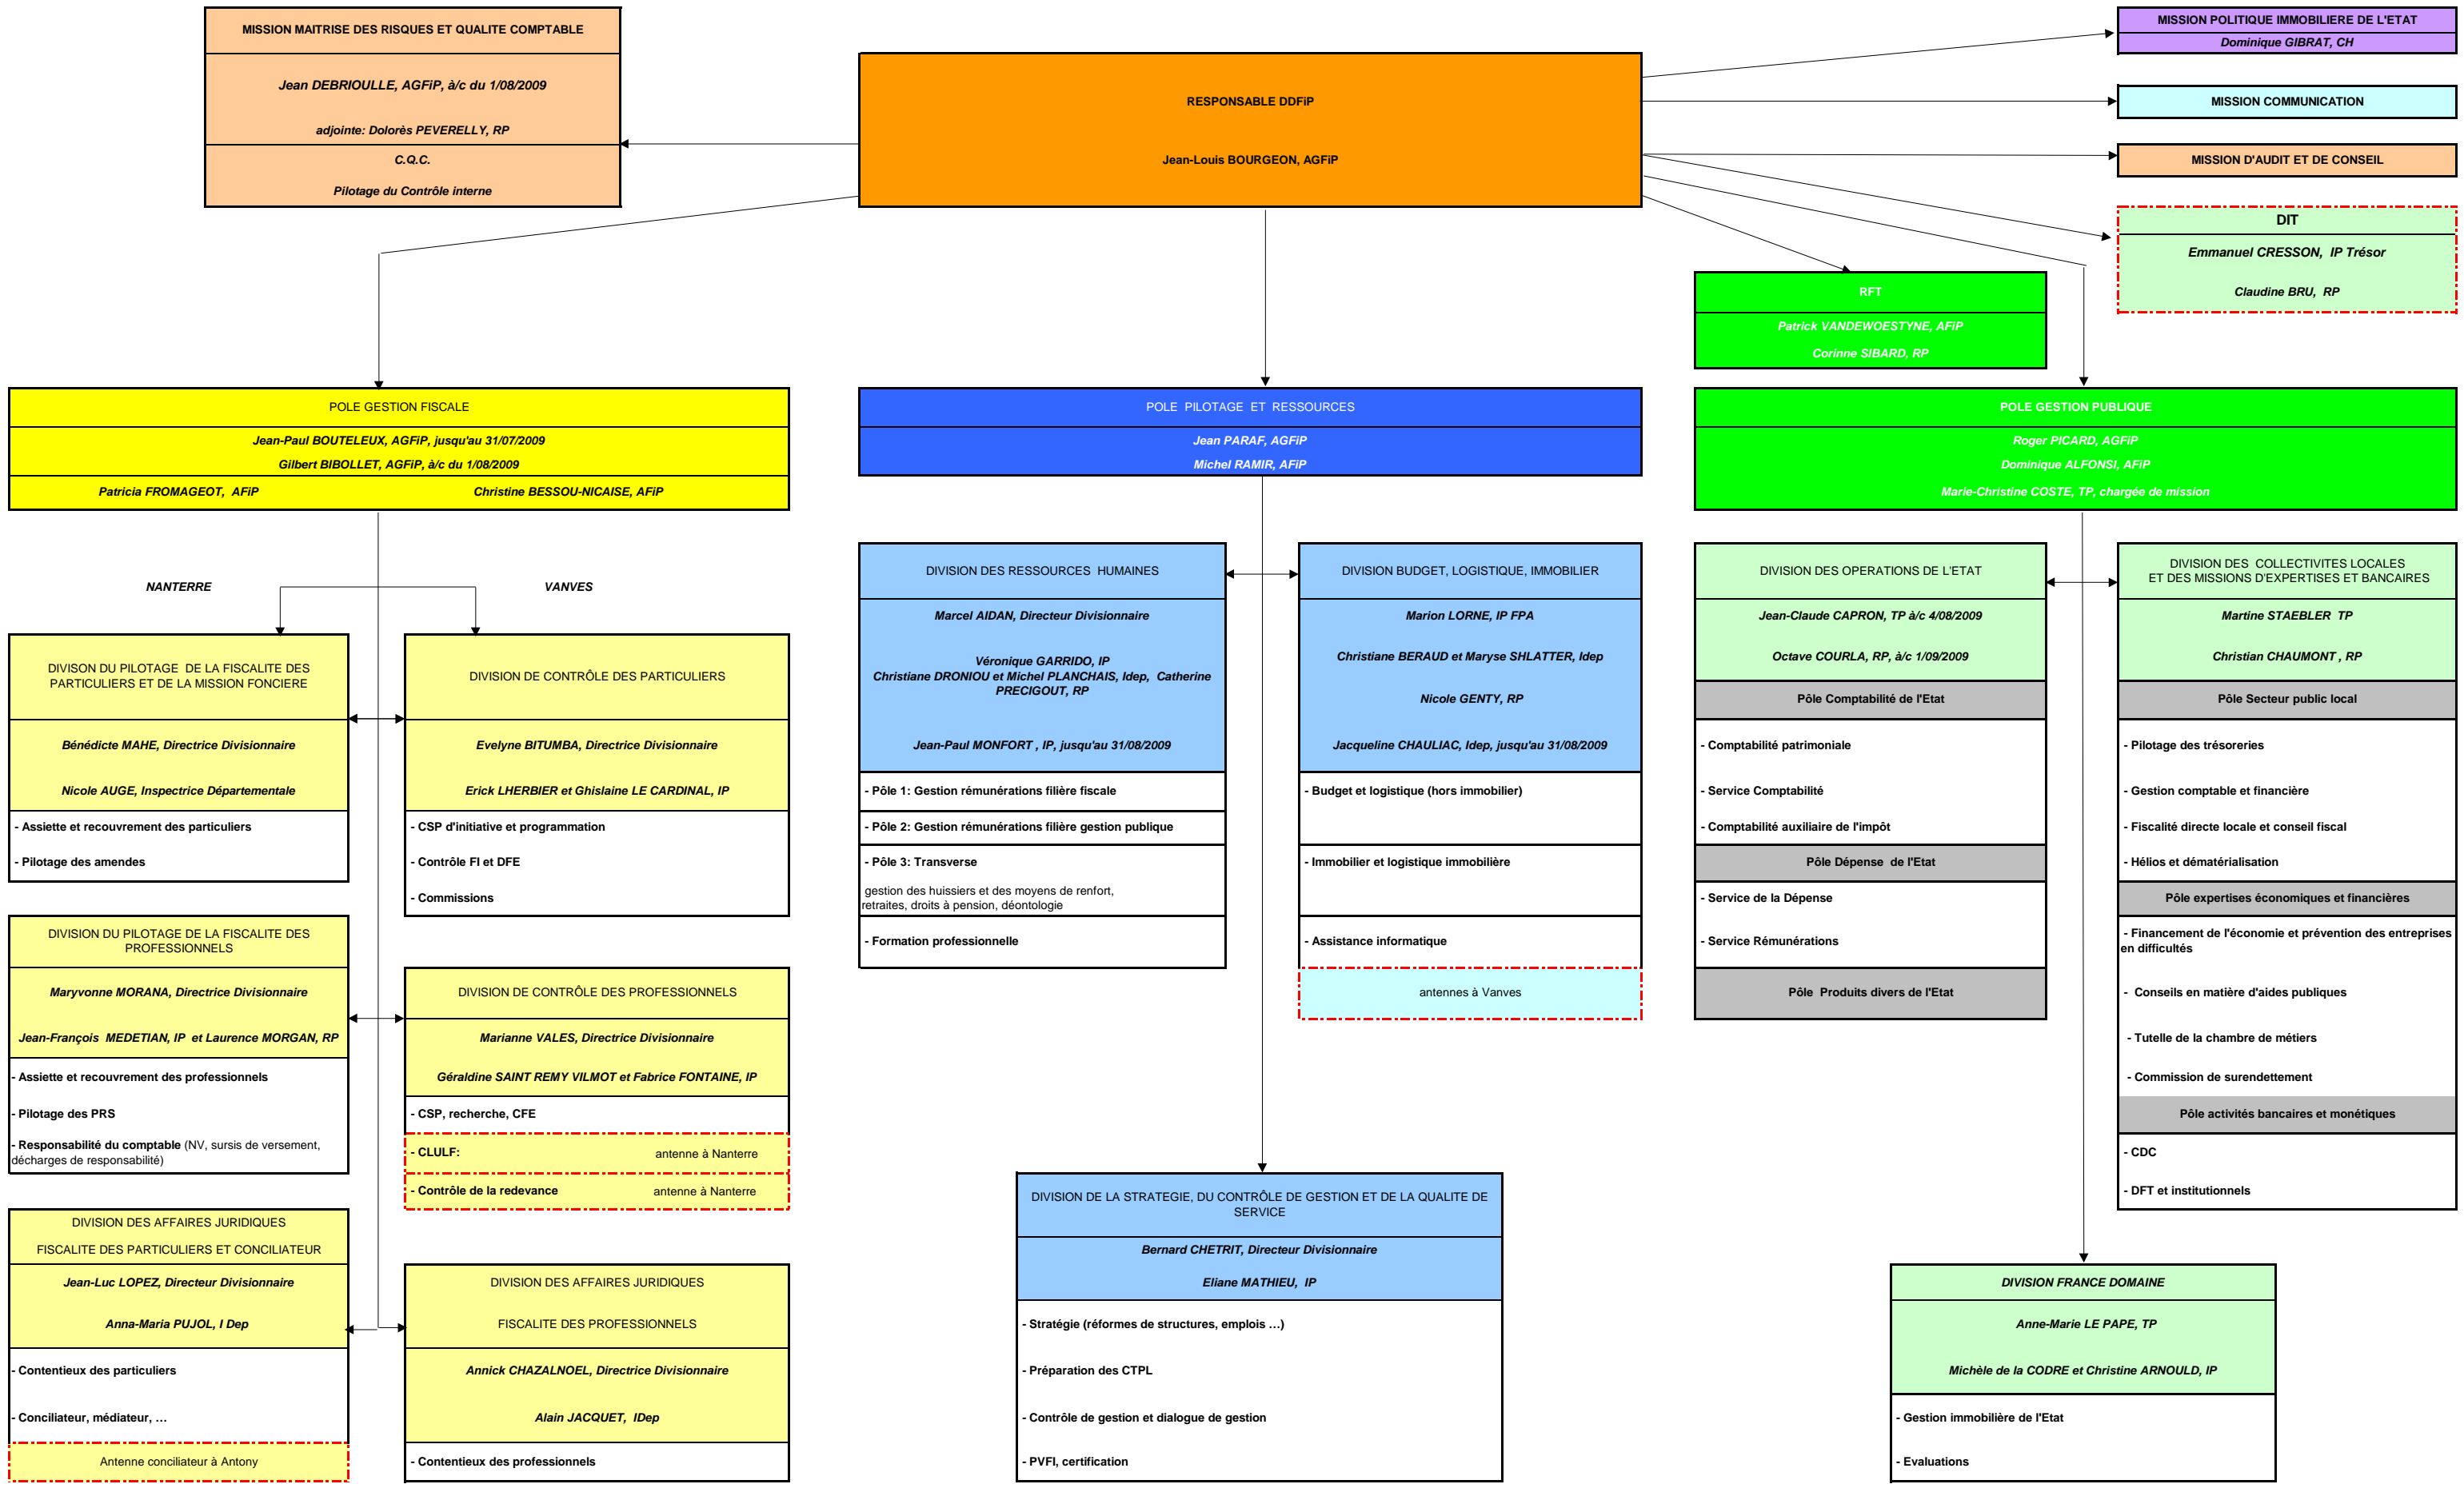 MISSION MAITRISE DES RISQUES ET QUALITE COMPTABLE
Jean DEBRIOULLE, AGFiP, à/c du 1/08/2009
adjointe: Dolorès PEVERELLY, RP
C.Q.C.
Pilotage du Contrôle interne
RESPONSABLE DDFiP
Jean-Louis BOURGEON, AGFiP
MISSION POLITIQUE IMMOBILIERE DE L'ETAT
Dominique GIBRAT, CH
MISSION COMMUNICATION
MISSION D'AUDIT ET DE CONSEIL
DIT
Emmanuel CRESSON, IP Trésor
Claudine BRU, RP
RFT
Patrick VANDEWOESTYNE, AFiP
Corinne SIBARD, RP
POLE GESTION FISCALE
Jean-Paul BOUTELEUX, AGFiP, jusqu'au 31/07/2009
Gilbert BIBOLLET, AGFiP, à/c du 1/08/2009
Patricia FROMAGEOT, AFiP
Christine BESSOU-NICAISE, AFiP
POLE PILOTAGE ET RESSOURCES
Jean PARAF, AGFiP
Michel RAMIR, AFiP
POLE GESTION PUBLIQUE
Roger PICARD, AGFiP
Dominique ALFONSI, AFiP
Marie-Christine COSTE, TP, chargée de mission
NANTERRE
VANVES
DIVISON DU PILOTAGE DE LA FISCALITE DES
PARTICULIERS ET DE LA MISSION FONCIERE
Bénédicte MAHE, Directrice Divisionnaire
Nicole AUGE, Inspectrice Départementale
- Assiette et recouvrement des particuliers
- Pilotage des amendes
DIVISION DE CONTRÔLE DES PARTICULIERS
Evelyne BITUMBA, Directrice Divisionnaire
Erick LHERBIER et Ghislaine LE CARDINAL, IP
- CSP d'initiative et programmation
- Contrôle FI et DFE
- Commissions
DIVISION DU PILOTAGE DE LA FISCALITE DES
PROFESSIONNELS
Maryvonne MORANA, Directrice Divisionnaire
Jean-François MEDETIAN, IP et Laurence MORGAN, RP
- Assiette et recouvrement des professionnels
- Pilotage des PRS
- Responsabilité du comptable (NV, sursis de versement,
décharges de responsabilité)
DIVISION DE CONTRÔLE DES PROFESSIONNELS
Marianne VALES, Directrice Divisionnaire
Géraldine SAINT REMY VILMOT et Fabrice FONTAINE, IP
- CSP, recherche, CFE
- CLULF: antenne à Nanterre
- Contrôle de la redevance antenne à Nanterre
DIVISION DES AFFAIRES JURIDIQUES
FISCALITE DES PARTICULIERS ET CONCILIATEUR
Jean-Luc LOPEZ, Directeur Divisionnaire
Anna-Maria PUJOL, I Dep
- Contentieux des particuliers
- Conciliateur, médiateur, …
Antenne conciliateur à Antony
DIVISION DES AFFAIRES JURIDIQUES
FISCALITE DES PROFESSIONNELS
Annick CHAZALNOEL, Directrice Divisionnaire
Alain JACQUET, IDep
- Contentieux des professionnels
DIVISION DES RESSOURCES HUMAINES
Marcel AIDAN, Directeur Divisionnaire
Véronique GARRIDO, IP
Christiane DRONIOU et Michel PLANCHAIS, Idep, Catherine
PRECIGOUT, RP
Jean-Paul MONFORT , IP, jusqu'au 31/08/2009
- Pôle 1: Gestion rémunérations filière fiscale
- Pôle 2: Gestion rémunérations filière gestion publique
- Pôle 3: Transverse
gestion des huissiers et des moyens de renfort,
retraites, droits à pension, déontologie
- Formation professionnelle
DIVISION BUDGET, LOGISTIQUE, IMMOBILIER
Marion LORNE, IP FPA
Christiane BERAUD et Maryse SHLATTER, Idep
Nicole GENTY, RP
Jacqueline CHAULIAC, Idep, jusqu'au 31/08/2009
- Budget et logistique (hors immobilier)
- Immobilier et logistique immobilière
- Assistance informatique
antennes à Vanves
DIVISION DE LA STRATEGIE, DU CONTRÔLE DE GESTION ET DE LA QUALITE DE
SERVICE
Bernard CHETRIT, Directeur Divisionnaire
Eliane MATHIEU, IP
- Stratégie (réformes de structures, emplois …)
- Préparation des CTPL
- Contrôle de gestion et dialogue de gestion
- PVFI, certification
DIVISION DES OPERATIONS DE L'ETAT
Jean-Claude CAPRON, TP à/c 4/08/2009
Octave COURLA, RP, à/c 1/09/2009
Pôle Comptabilité de l'Etat
- Comptabilité patrimoniale
- Service Comptabilité
- Comptabilité auxiliaire de l'impôt
Pôle Dépense de l'Etat
- Service de la Dépense
- Service Rémunérations
Pôle Produits divers de l'Etat
DIVISION DES COLLECTIVITES LOCALES
ET DES MISSIONS D'EXPERTISES ET BANCAIRES
Martine STAEBLER TP
Christian CHAUMONT , RP
Pôle Secteur public local
- Pilotage des trésoreries
- Gestion comptable et financière
- Fiscalité directe locale et conseil fiscal
- Hélios et dématérialisation
Pôle expertises économiques et financières
- Financement de l'économie et prévention des entreprises
en difficultés
- Conseils en matière d'aides publiques
- Tutelle de la chambre de métiers
- Commission de surendettement
Pôle activités bancaires et monétiques
- CDC
- DFT et institutionnels
DIVISION FRANCE DOMAINE
Anne-Marie LE PAPE, TP
Michèle de la CODRE et Christine ARNOULD, IP
- Gestion immobilière de l'Etat
- Evaluations